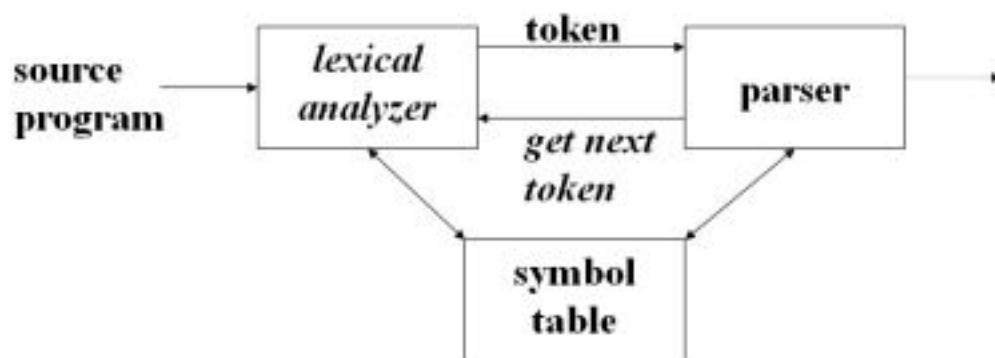 source
program
lexical
analyzer
token
get next
token
parser
symbol
table